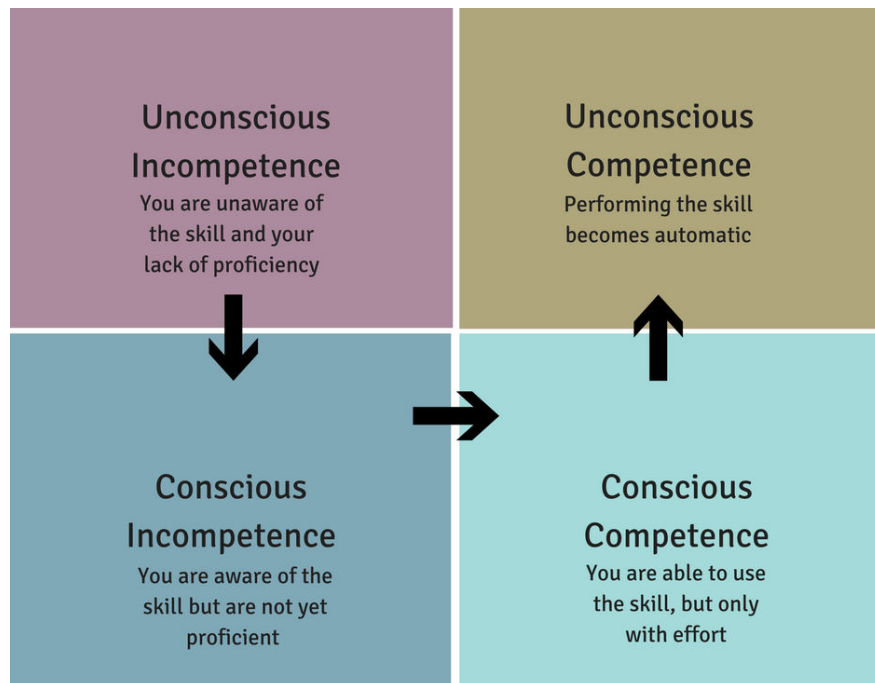 Unconscious
Incompetence
You are unaware of
the skill and your
lack of proficiency
Unconscious
Competence
Performing the skill
becomes automatic
Conscious
Incompetence
You are aware of the
skill but are not yet
proficient
Conscious
Competence
You are able to use
the skill, but only
with effort